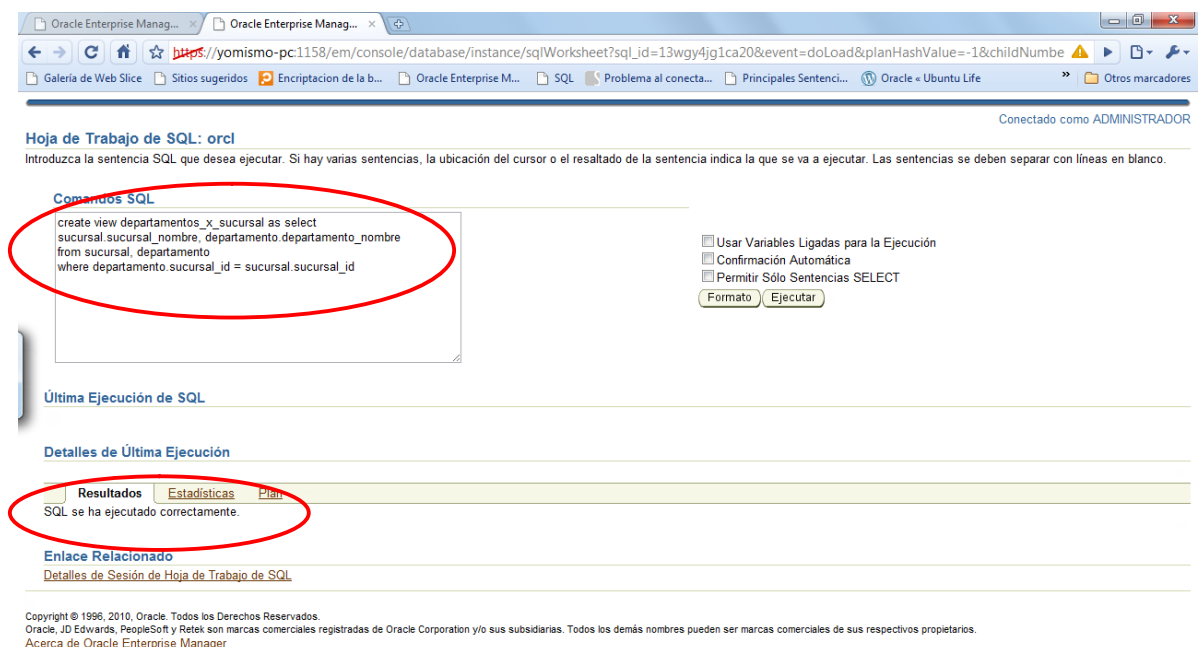 Oracle Enterprise Manag...
Oracle Enterprise Manag...
https://yomismo-pc:1158/em/console/database/instance/sqlWorksheet?sql_id=13wgy4jg1ca20&event=doLoad&planHashValue=-1&childNumbe
Galería de Web Slice
Sitios sugeridos
Encriptacion de la b...
Oracle Enterprise M...
SQL
Problema al conecta...
Principales Sentenci...
Oracle « Ubuntu Life
»
Otros marcadores
Conectado como ADMINISTRADOR
Hoja de Trabajo de SQL: orcl
Introduzca la sentencia SQL que desea ejecutar. Si hay varias sentencias, la ubicación del cursor o el resaltado de la sentencia indica la que se va a ejecutar. Las sentencias se deben separar con líneas en blanco.
Comandos SQL
create view departamentos_x_sucursal as select
sucursal.sucursal_nombre, departamento.departamento_nombre
from sucursal, departamento
where departamento.sucursal_id = sucursal.sucursal_id
Usar Variables Ligadas para la Ejecución
Confirmación Automática
Permitir Sólo Sentencias SELECT
Formato
Ejecutar
Última Ejecución de SQL
Detalles de Última Ejecución
Resultados
Estadísticas
Plan
SQL se ha ejecutado correctamente.
Enlace Relacionado
Detalles de Sesión de Hoja de Trabajo de SQL
Copyright © 1996, 2010, Oracle. Todos los Derechos Reservados.
Oracle, JD Edwards, PeopleSoft y Retek son marcas comerciales registradas de Oracle Corporation y/o sus subsidiarias. Todos los demás nombres pueden ser marcas comerciales de sus respectivos propietarios.
Acerca de Oracle Enterprise Manager